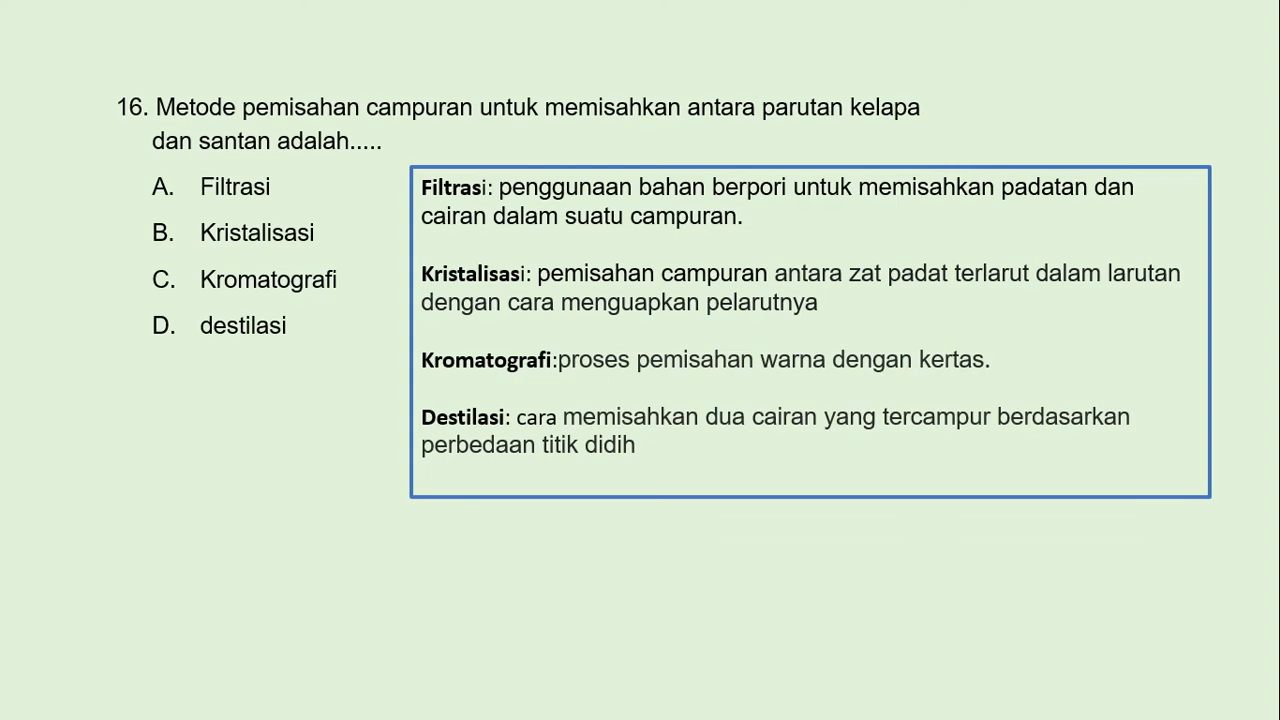 16. Metode pemisahan campuran untuk memisahkan antara parutan kelapa
dan santan adalah.....
A. Filtrasi
B. Kristalisasi
C. Kromatografi
D. destilasi
Filtrasi: penggunaan bahan berpori untuk memisahkan padatan dan
cairan dalam suatu campuran.
Kristalisasi: pemisahan campuran antara zat padat terlarut dalam larutan
dengan cara menguapkan pelarutnya
Kromatografi:proses pemisahan warna dengan kertas.
Destilasi: cara memisahkan dua cairan yang tercampur berdasarkan
perbedaan titik didih